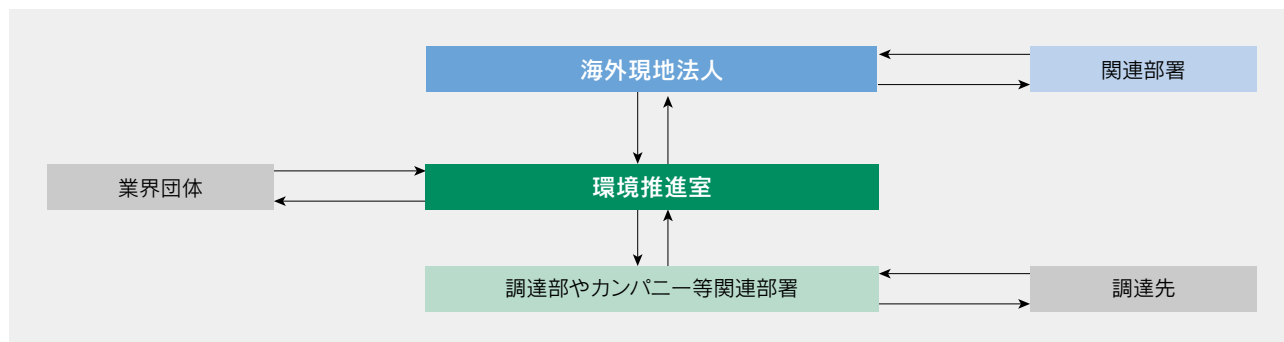 海外現地法人
関連部署
業界団体
環境推進室
調達部やカンパニー等関連部署
調達先